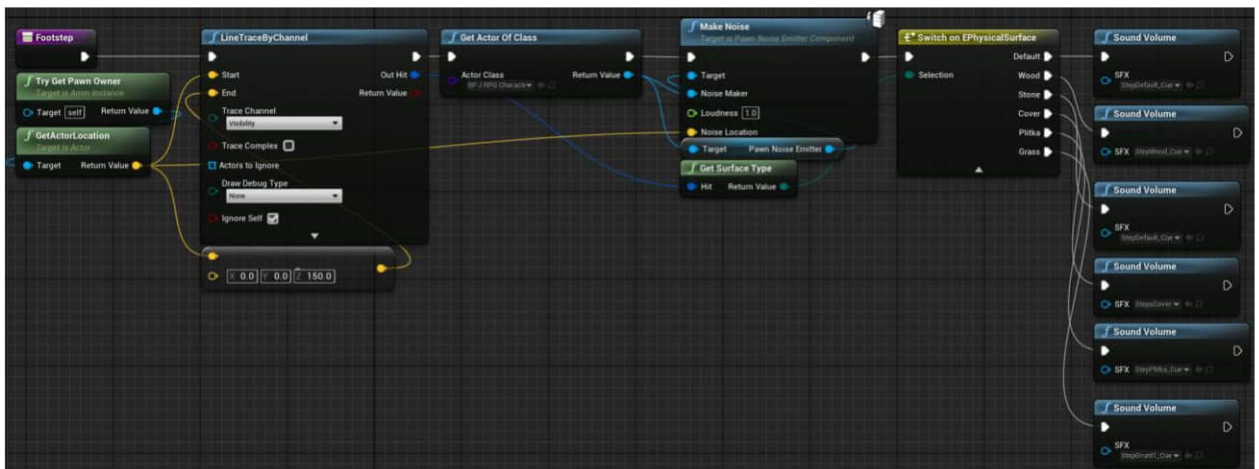 Footstep
Try Get Pawn Owner
Target is Anim Instance
Target self Return Value
GetActorLocation
Target is Actor
Target Return Value
LineTraceByChannel
Start Out Hit
End Return Value
Trace Channel
Visibility
Trace Complex
Actors to Ignore
Draw Debug Type
None
Ignore Self
X 0.0 Y 0.0 Z 150.0
Get Actor Of Class
Actor Class Return Value
Make Noise
Target is Pawn Noise Emitter Component
Target
Noise Maker
Loudness 1.0
Noise Location
Target Pawn Noise Emitter
Get Surface Type
Hit Return Value
Switch on EPhysicalSurface
Selection
Default
Wood
Stone
Cover
Plitka
Grass
Sound Volume
SFX
StepDefault_Cue
Sound Volume
SFX StepWood_Cue
Sound Volume
SFX
StepDefault_Cue
Sound Volume
SFX
Sound Volume
SFX StepPlitka_Cue
Sound Volume
SFX
StepGrunt1_Cue